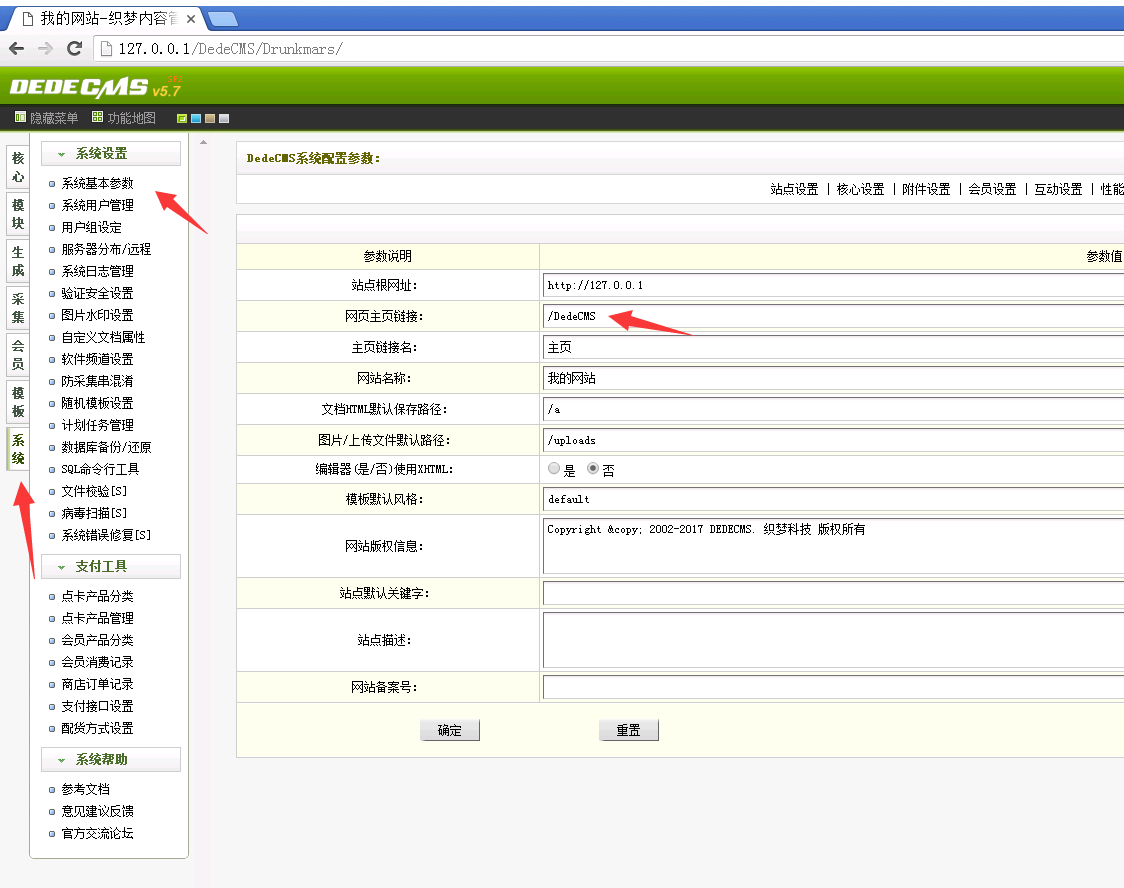 我的网站-织梦内容管
127.0.0.1/DedeCMS/Drunkmars/
DEDECMS v5.7 SP2
隐藏菜单 功能地图
核心
模块
生成
采集
会员
模板
系统
系统设置
系统基本参数
系统用户管理
用户组设定
服务器分布/远程
系统日志管理
验证安全设置
图片水印设置
自定义文档属性
软件频道设置
防采集串混淆
随机模板设置
计划任务管理
数据库备份/还原
SQL命令行工具
文件校验[S]
病毒扫描[S]
系统错误修复[S]
支付工具
点卡产品分类
点卡产品管理
会员产品分类
会员消费记录
商店订单记录
支付接口设置
配货方式设置
系统帮助
参考文档
意见建议反馈
官方交流论坛
DedeCMS系统配置参数：
站点设置 | 核心设置 | 附件设置 | 会员设置 | 互动设置 | 性能
参数说明 参数值
站点根网址： http://127.0.0.1
网页主页链接： /DedeCMS
主页链接名： 主页
网站名称： 我的网站
文档HTML默认保存路径： /a
图片/上传文件默认路径： /uploads
编辑器(是/否)使用XHTML： 是 否
模板默认风格： default
网站版权信息： Copyright &copy; 2002-2017 DEDECMS. 织梦科技 版权所有
站点默认关键字：
站点描述：
网站备案号：
确定 重置